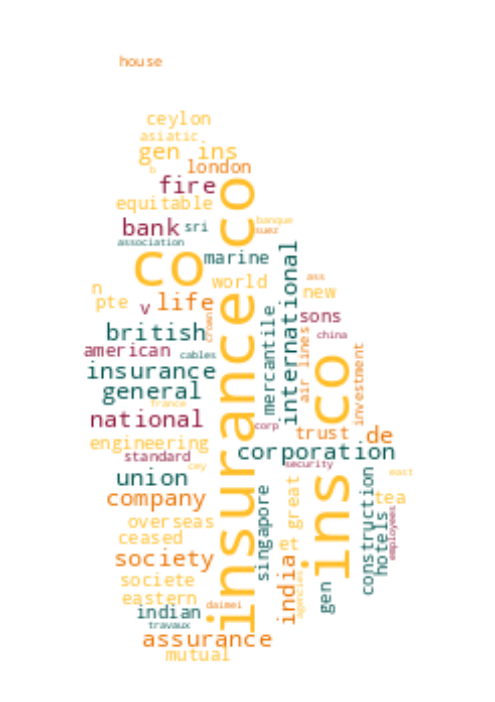 house
ceylon
asiatic
gen ins
london
b
fire
co
equitable
banque
bank
sri
suez
association
marine
international
co
world
ass
n
new
pte
v
life
insurance co
mercantile
sons
british
crown
air lines
china
american
cables
investment
insurance
ins co
general
france
national
corp
trust
de
engineering
corporation
standard
security
cey
east
union
construction
company
singapore
great
tea
hotels
employees
overseas
ceased
et
society
india
agencies
societe
gen
eastern
indian
daimei
travaux
assurance
mutual